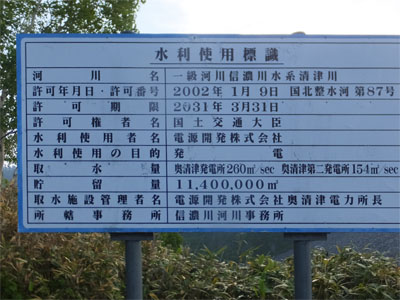 水利使用標識
河川名 一級河川信濃川水系清津川
許可年月日・許可番号 2002年 1月 9日 国北整水河 第87号
許可期限 2031年 3月31日
許可権者名 国土交通大臣
水利使用者名 電源開発株式会社
水利使用の目的 発電
取水量 奥清津発電所260㎥ sec 奥清津第二発電所154㎥ sec
貯留量 11,400,000㎥
取水施設管理者名 電源開発株式会社奥清津電力所長
所轄事務所 信濃川河川事務所